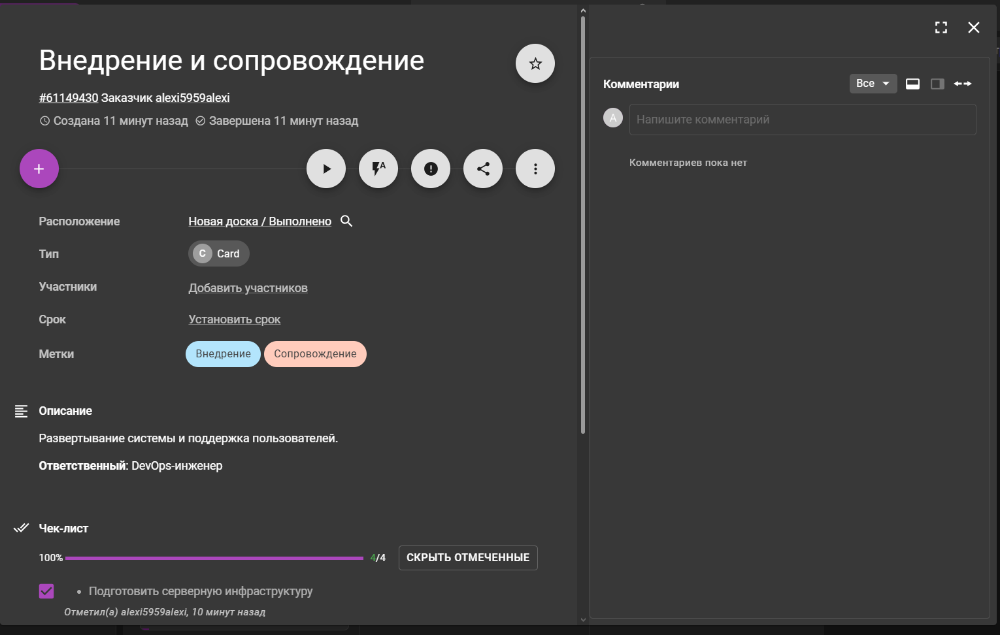 Внедрение и сопровождение
#61149430 Заказчик alexi5959alexi
Создана 11 минут назад Завершена 11 минут назад
Расположение Новая доска / Выполнено
Тип C Card
Участники Добавить участников
Срок Установить срок
Метки Внедрение Сопровождение
Описание
Развертывание системы и поддержка пользователей.
Ответственный: DevOps-инженер
Чек-лист
100% 4/4 СКРЫТЬ ОТМЕЧЕННЫЕ
• Подготовить серверную инфраструктуру
Отметил(а) alexi5959alexi, 10 минут назад
Комментарии Все
A Напишите комментарий
Комментариев пока нет